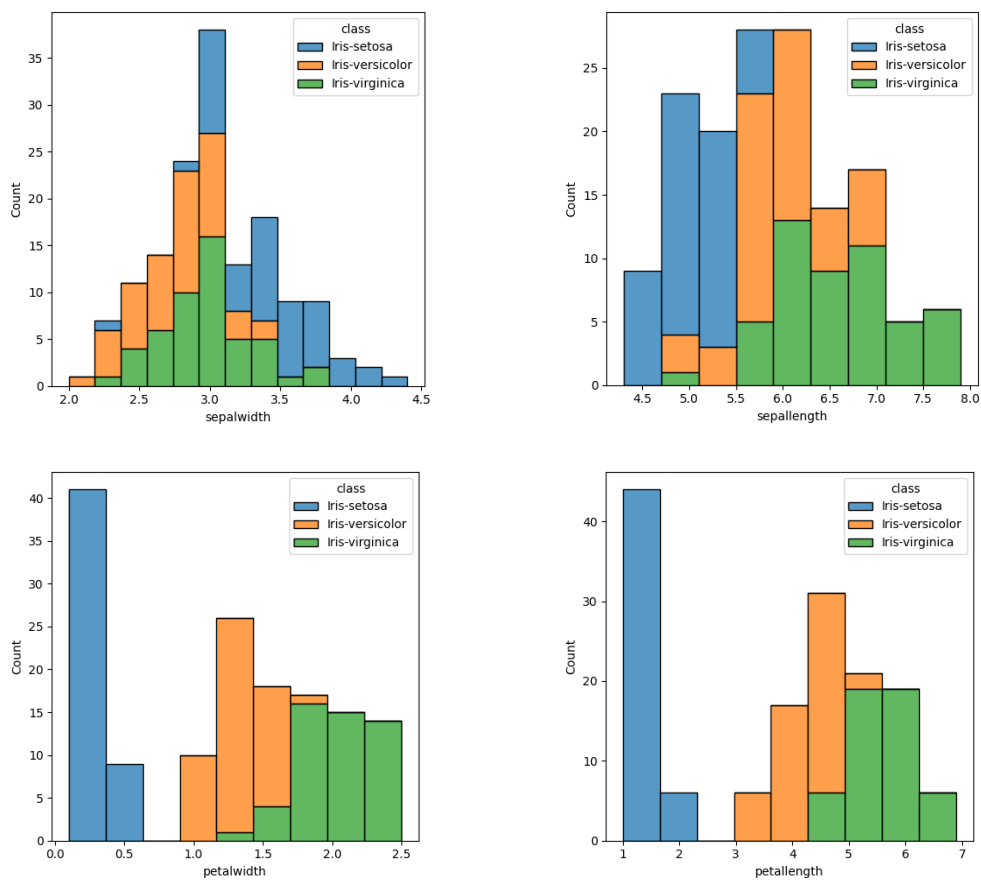 class
Iris-setosa
Iris-versicolor
Iris-virginica
35
30
25
20
15
10
5
0
Count
2.0 2.5 3.0 3.5 4.0 4.5
sepalwidth
class
Iris-setosa
Iris-versicolor
Iris-virginica
25
20
15
10
5
0
Count
4.5 5.0 5.5 6.0 6.5 7.0 7.5 8.0
sepallength
class
Iris-setosa
Iris-versicolor
Iris-virginica
40
35
30
25
20
15
10
5
0
Count
0.0 0.5 1.0 1.5 2.0 2.5
petalwidth
class
Iris-setosa
Iris-versicolor
Iris-virginica
40
30
20
10
0
Count
1 2 3 4 5 6 7
petallength